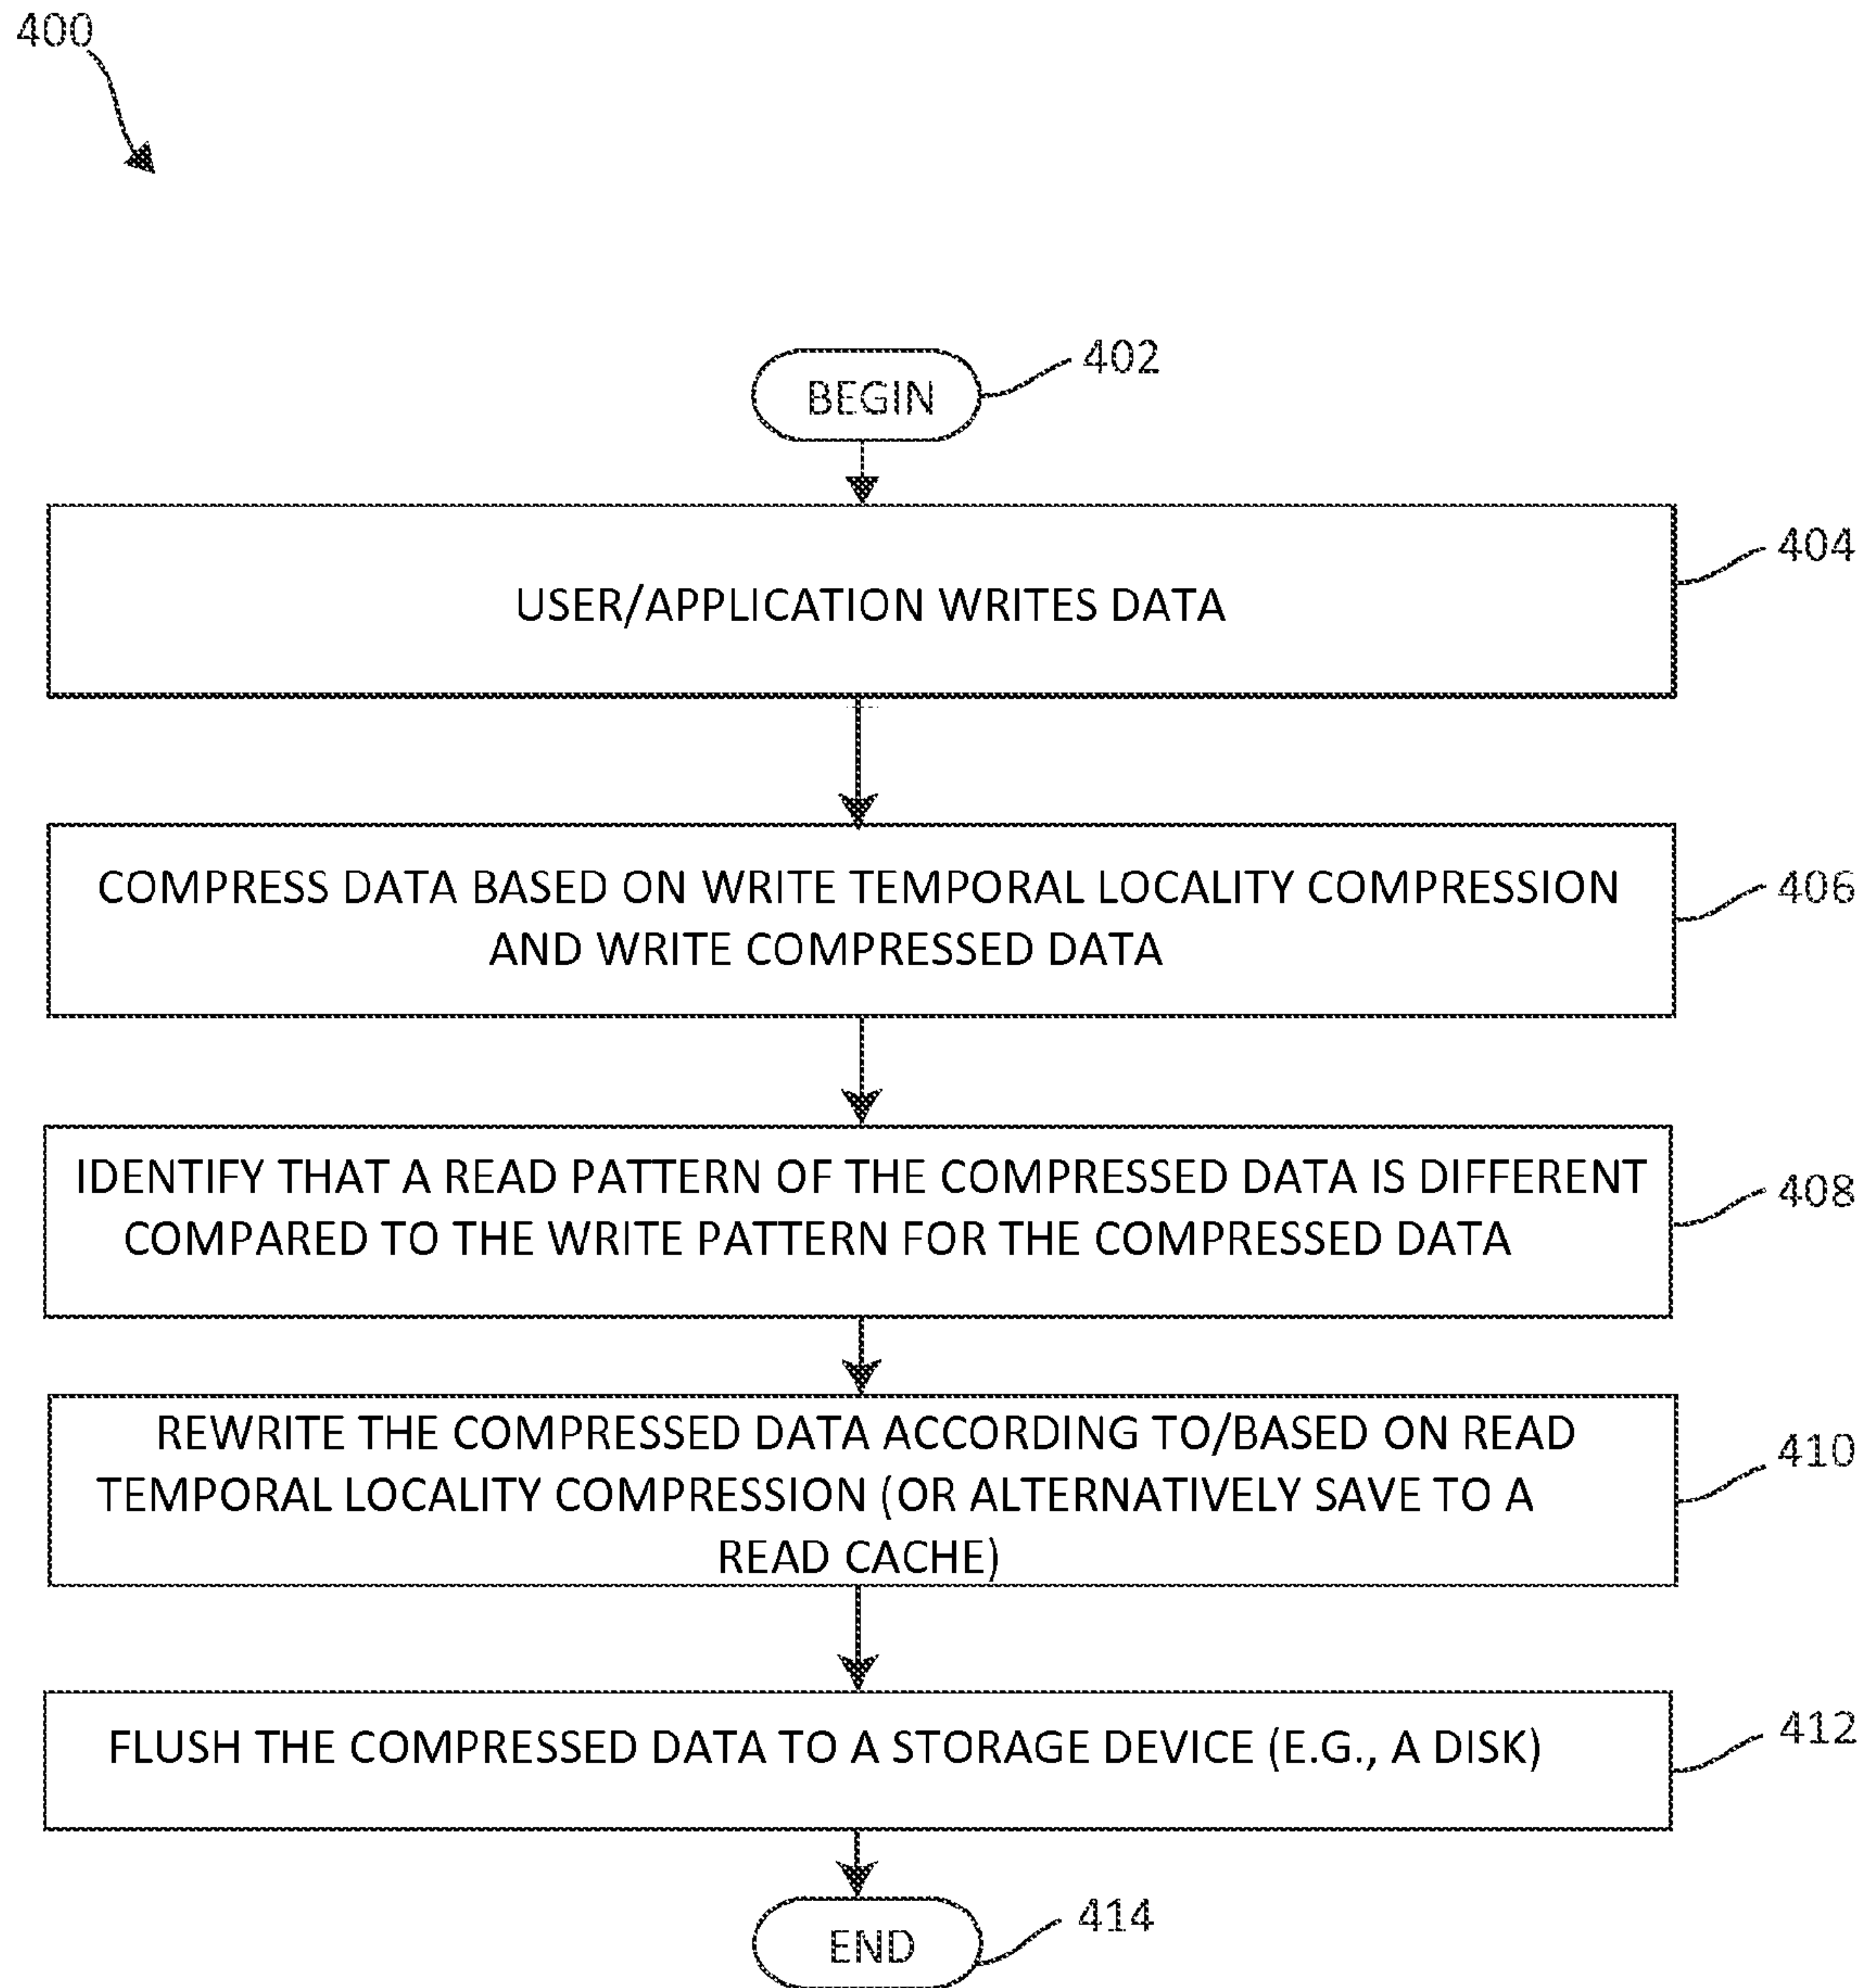 400
BEGIN
402
USER/APPLICATION WRITES DATA
404
COMPRESS DATA BASED ON WRITE TEMPORAL LOCALITY COMPRESSION
AND WRITE COMPRESSED DATA
406
IDENTIFY THAT A READ PATTERN OF THE COMPRESSED DATA IS DIFFERENT
COMPARED TO THE WRITE PATTERN FOR THE COMPRESSED DATA
408
REWRITE THE COMPRESSED DATA ACCORDING TO/BASED ON READ
TEMPORAL LOCALITY COMPRESSION (OR ALTERNATIVELY SAVE TO A
READ CACHE)
410
FLUSH THE COMPRESSED DATA TO A STORAGE DEVICE (E.G., A DISK)
412
END
414